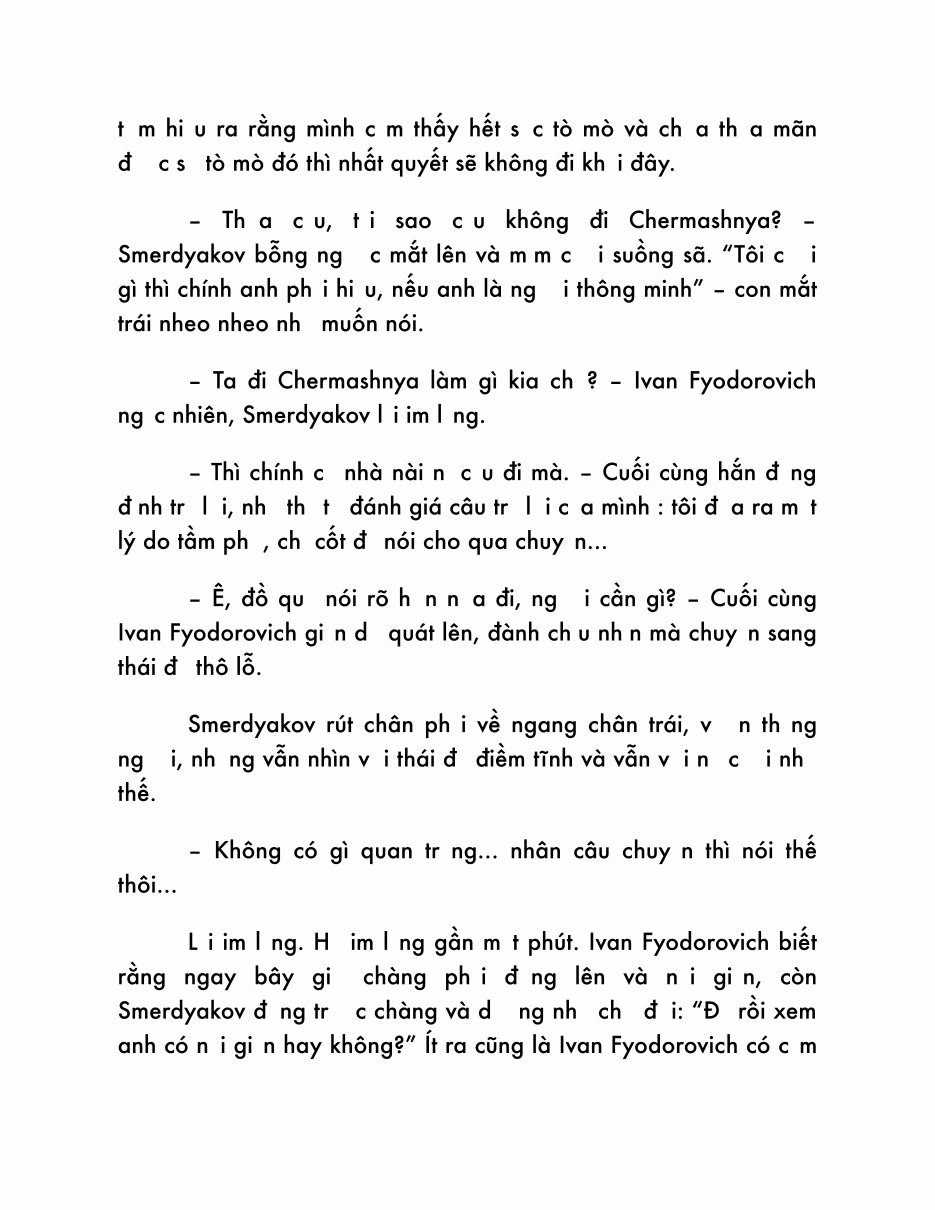 t m hi u ra rằng mình c m thấy hết s c tò mò và ch a th a mãn
đ c s tò mò đó thì nhất quyết sẽ không đi kh i đây.
– Th a c u, t i sao c u không đi Chermashnya? –
Smerdyakov bỗng ng c mắt lên và m m c i suồng sã. “Tôi c i
gì thì chính anh ph i hi u, nếu anh là ng i thông minh” – con mắt
trái nheo nheo nh muốn nói.
– Ta đi Chermashnya làm gì kia ch ? – Ivan Fyodorovich
ng c nhiên, Smerdyakov l i im l ng.
– Thì chính c nhà nài n c u đi mà. – Cuối cùng hắn đ ng
đ nh tr l i, nh th t đánh giá câu tr l i c a mình : tôi đ a ra m t
lý do tầm ph , ch cốt đ nói cho qua chuy n...
– Ê, đồ qu nói rõ h n n a đi, ng i cần gì? – Cuối cùng
Ivan Fyodorovich gi n d quát lên, đành ch u nh n mà chuy n sang
thái đ thô lỗ.
Smerdyakov rút chân ph i về ngang chân trái, v n th ng
ng i, nh ng vẫn nhìn v i thái đ điềm tĩnh và vẫn v i n c i nh
thế.
– Không có gì quan tr ng... nhân câu chuy n thì nói thế
thôi...
L i im l ng. H im l ng gần m t phút. Ivan Fyodorovich biết
rằng ngay bây gi chàng ph i đ ng lên và n i gi n, còn
Smerdyakov đ ng tr c chàng và d ng nh ch đ i: “Đ rồi xem
anh có n i gi n hay không?” Ít ra cũng là Ivan Fyodorovich có c m